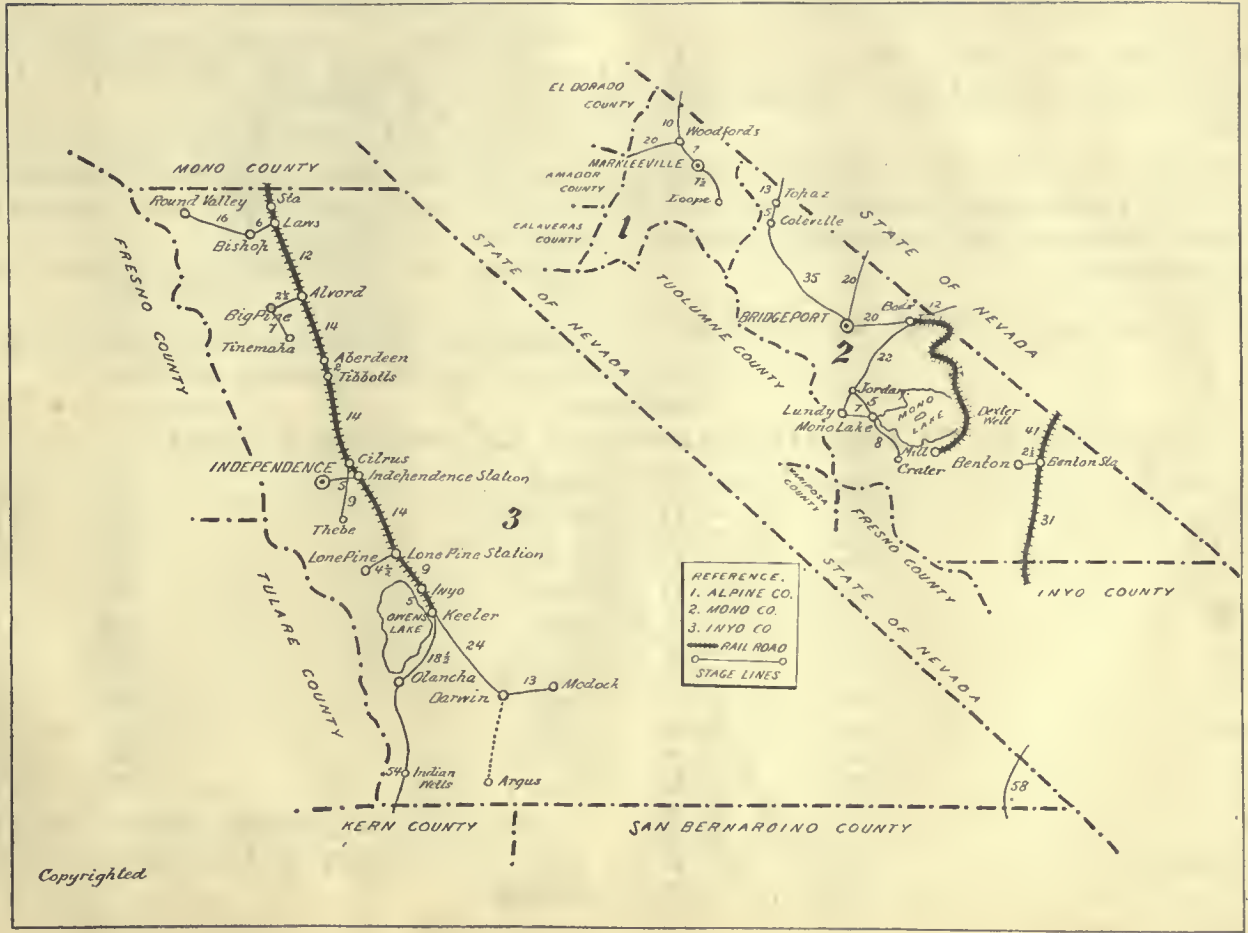 MONO COUNTY
Round Valley
16
Bishop
6
Sta
Laws
12
Alvord
2½
Big Pine
7
Tinemaha
14
Aberdeen
2
Tibbotts
14
Citrus
INDEPENDENCE
Independence Station
5
9
Thebe
14
3
Lone Pine
4½
Lone Pine Station
9
Inyo
5
OWENS
LAKE
Keeler
24
18½
Olancha
Darwin
13
Modock
54
Indian
Wells
Argus
FRESNO COUNTY
TULARE COUNTY
KERN COUNTY
SAN BERNARDINO COUNTY
STATE OF NEVADA
STATE OF NEVADA
58
EL DORADO
COUNTY
10
Woodfords
20
7
MARKLEEVILLE
7½
Loope
AMADOR
COUNTY
CALAVERAS
COUNTY
1
TUOLUMNE COUNTY
13
Topaz
5
Coleville
STATE OF NEVADA
35
20
BRIDGEPORT
20
Bodie
12
2
22
Jordan
Lundy
7
5
Mono Lake
MONO
LAKE
8
Mill
Crater
Dexter
Well
41
Benton
2½
Benton Sta
31
MARIPOSA
COUNTY
FRESNO COUNTY
INYO COUNTY
REFERENCE.
1. ALPINE CO.
2. MONO CO.
3. INYO CO
RAIL ROAD
STAGE LINES
Copyrighted